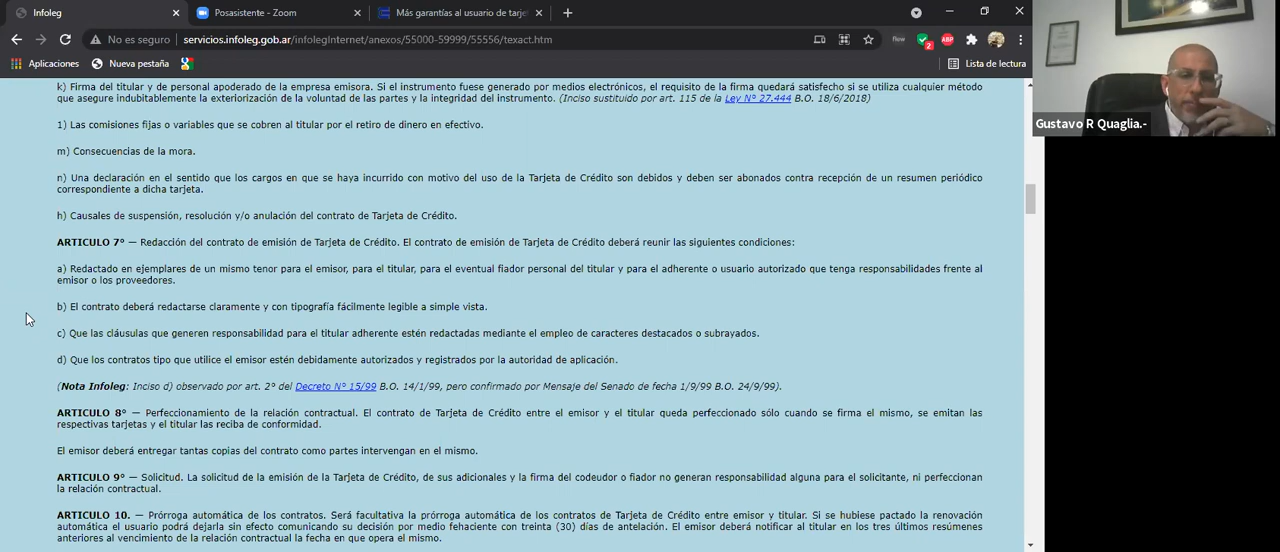 Infoleg
Posasistente - Zoom
Más garantías al usuario de tarje
No es seguro | servicios.infoleg.gob.ar/infolegInternet/anexos/55000-59999/55556/texact.htm
Aplicaciones
Nueva pestaña
Lista de lectura
2
ABP
k) Firma del titular y de personal apoderado de la empresa emisora. Si el instrumento fuese generado por medios electrónicos, el requisito de la firma quedará satisfecho si se utiliza cualquier método
que asegure indubitablemente la exteriorización de la voluntad de las partes y la integridad del instrumento. (Inciso sustituido por art. 115 de la Ley N° 27.444 B.O. 18/6/2018)
1) Las comisiones fijas o variables que se cobren al titular por el retiro de dinero en efectivo.
m) Consecuencias de la mora.
n) Una declaración en el sentido que los cargos en que se haya incurrido con motivo del uso de la Tarjeta de Crédito son debidos y deben ser abonados contra recepción de un resumen periódico
correspondiente a dicha tarjeta.
h) Causales de suspensión, resolución y/o anulación del contrato de Tarjeta de Crédito.
ARTICULO 7° — Redacción del contrato de emisión de Tarjeta de Crédito. El contrato de emisión de Tarjeta de Crédito deberá reunir las siguientes condiciones:
a) Redactado en ejemplares de un mismo tenor para el emisor, para el titular, para el eventual fiador personal del titular y para el adherente o usuario autorizado que tenga responsabilidades frente al
emisor o los proveedores.
b) El contrato deberá redactarse claramente y con tipografía fácilmente legible a simple vista.
c) Que las cláusulas que generen responsabilidad para el titular adherente estén redactadas mediante el empleo de caracteres destacados o subrayados.
d) Que los contratos tipo que utilice el emisor estén debidamente autorizados y registrados por la autoridad de aplicación.
(Nota Infoleg: Inciso d) observado por art. 2° del Decreto N° 15/99 B.O. 14/1/99, pero confirmado por Mensaje del Senado de fecha 1/9/99 B.O. 24/9/99).
ARTICULO 8° — Perfeccionamiento de la relación contractual. El contrato de Tarjeta de Crédito entre el emisor y el titular queda perfeccionado sólo cuando se firma el mismo, se emitan las
respectivas tarjetas y el titular las reciba de conformidad.
El emisor deberá entregar tantas copias del contrato como partes intervengan en el mismo.
ARTICULO 9° — Solicitud. La solicitud de la emisión de la Tarjeta de Crédito, de sus adicionales y la firma del codeudor o fiador no generan responsabilidad alguna para el solicitante, ni perfeccionan
la relación contractual.
ARTICULO 10. — Prórroga automática de los contratos. Será facultativa la prórroga automática de los contratos de Tarjeta de Crédito entre emisor y titular. Si se hubiese pactado la renovación
automática el usuario podrá dejarla sin efecto comunicando su decisión por medio fehaciente con treinta (30) días de antelación. El emisor deberá notificar al titular en los tres últimos resúmenes
anteriores al vencimiento de la relación contractual la fecha en que opera el mismo.
Gustavo R Quaglia.-